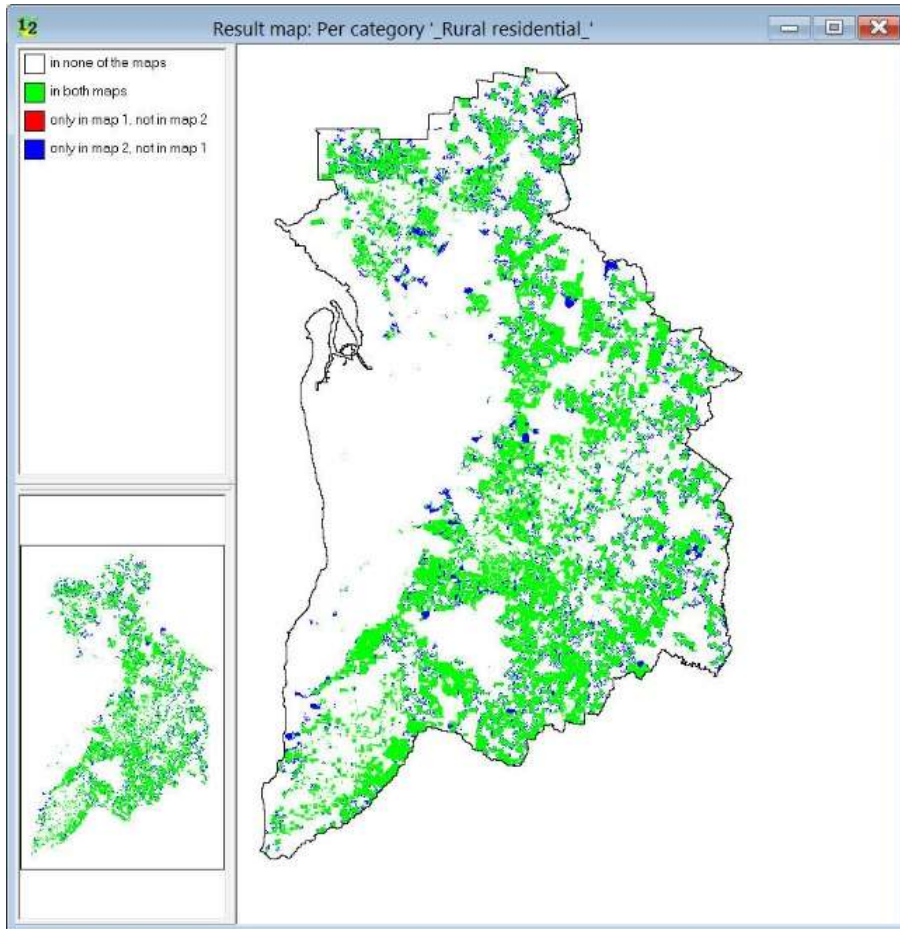 12
Result map: Per category '_Rural residential_'
in none of the maps
in both maps
only in map 1, not in map 2
only in map 2, not in map 1